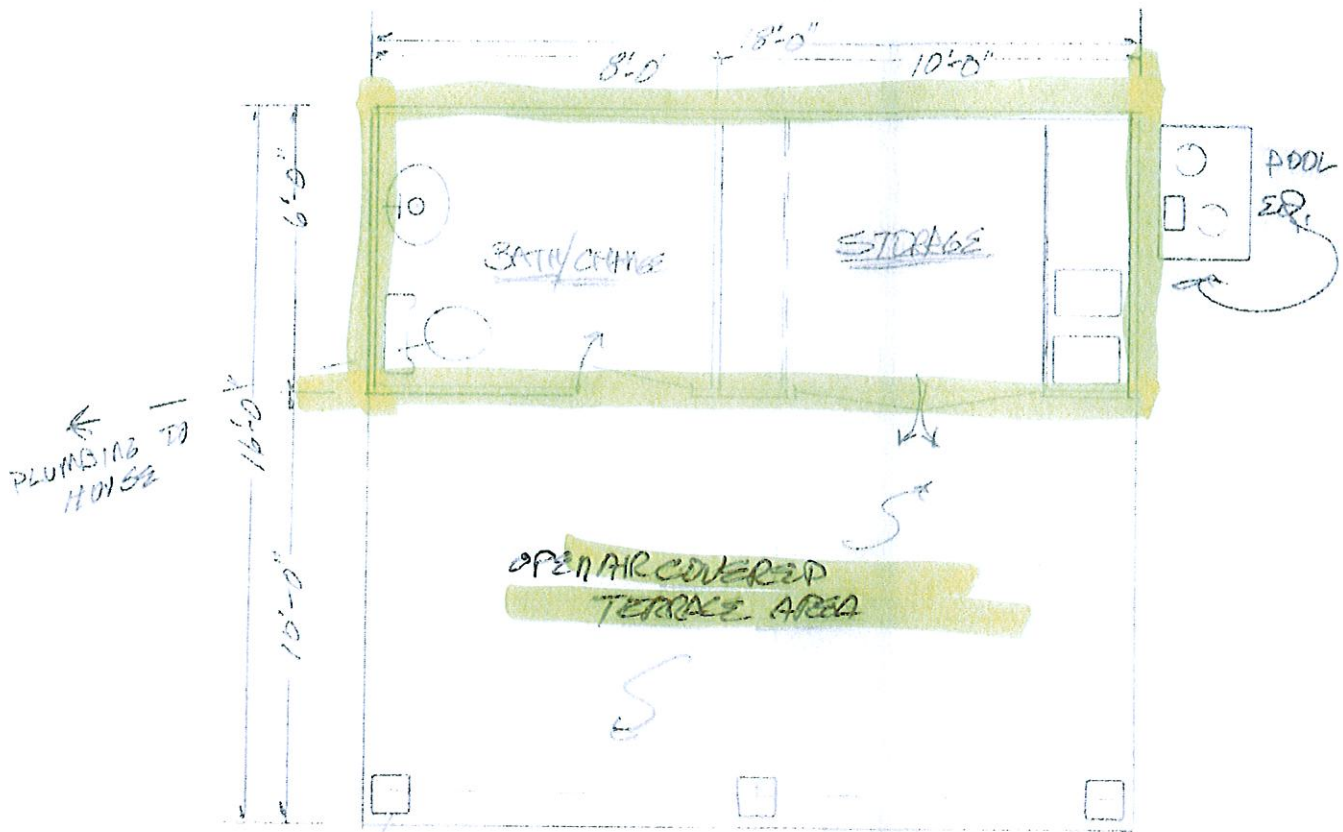 18'-0"
8'-0
10'-0"
6'-0"
BATH/CHANGE
STORAGE
POOL
EQ.
16'-0"
← PLUMBING TO
HOUSE
10'-0"
OPEN AIR COVERED
TERRACE AREA